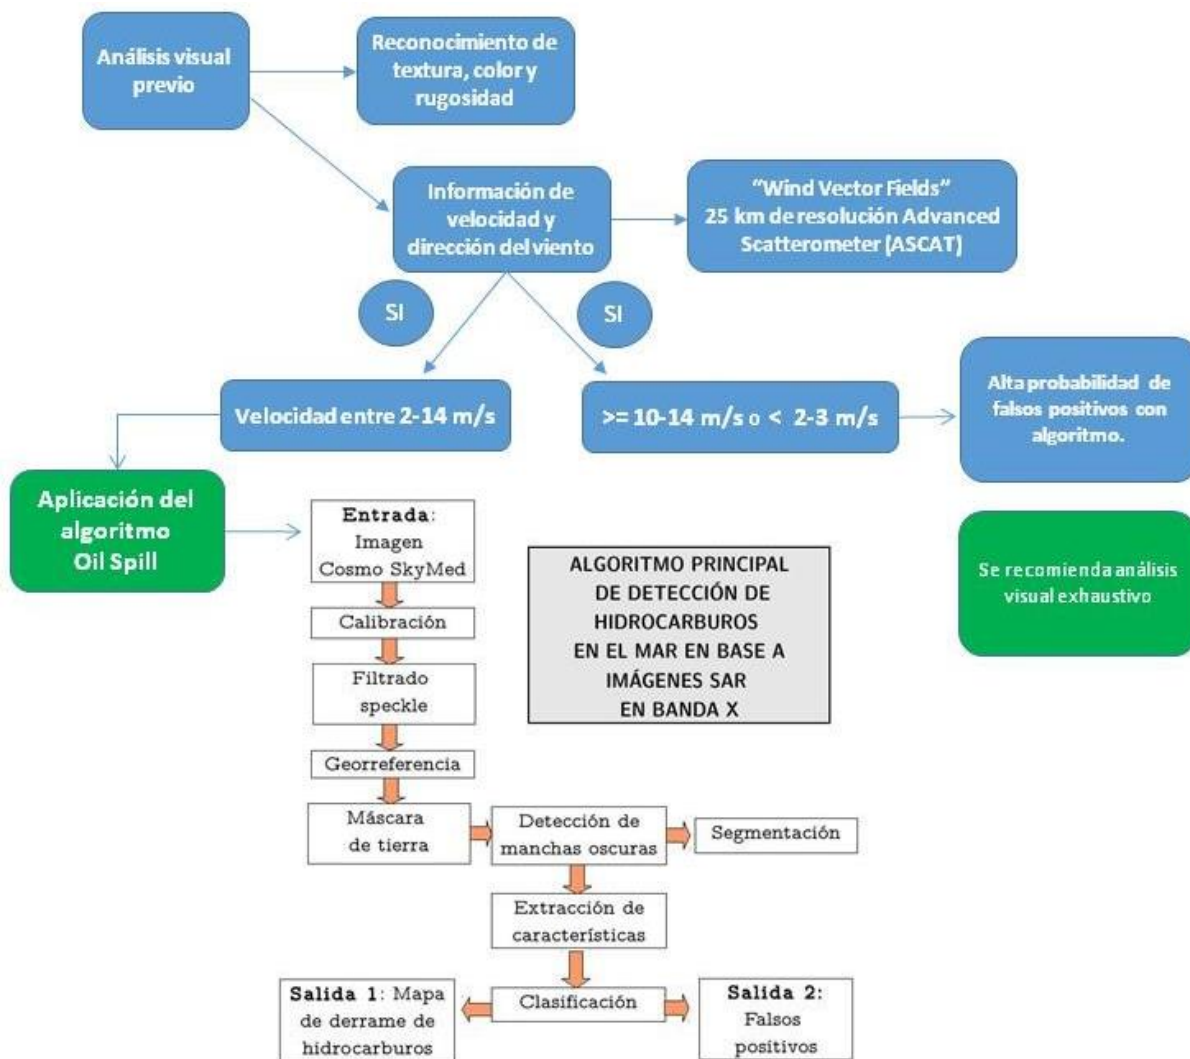 Análisis visual
previo
Reconocimiento de
textura, color y
rugosidad
Información de
velocidad y
dirección del viento
“Wind Vector Fields”
25 km de resolución Advanced
Scatterometer (ASCAT)
SI
SI
Velocidad entre 2-14 m/s
>= 10-14 m/s o < 2-3 m/s
Alta probabilidad de
falsos positivos con
algoritmo.
Aplicación del
algoritmo
Oil Spill
Se recomienda análisis
visual exhaustivo
Entrada:
Imagen
Cosmo SkyMed
ALGORITMO PRINCIPAL
DE DETECCIÓN DE
HIDROCARBUROS
EN EL MAR EN BASE A
IMÁGENES SAR
EN BANDA X
Calibración
Filtrado
speckle
Georreferencia
Máscara
de tierra
Detección de
manchas oscuras
Segmentación
Extracción de
características
Clasificación
Salida 1: Mapa
de derrame de
hidrocarburos
Salida 2:
Falsos
positivos